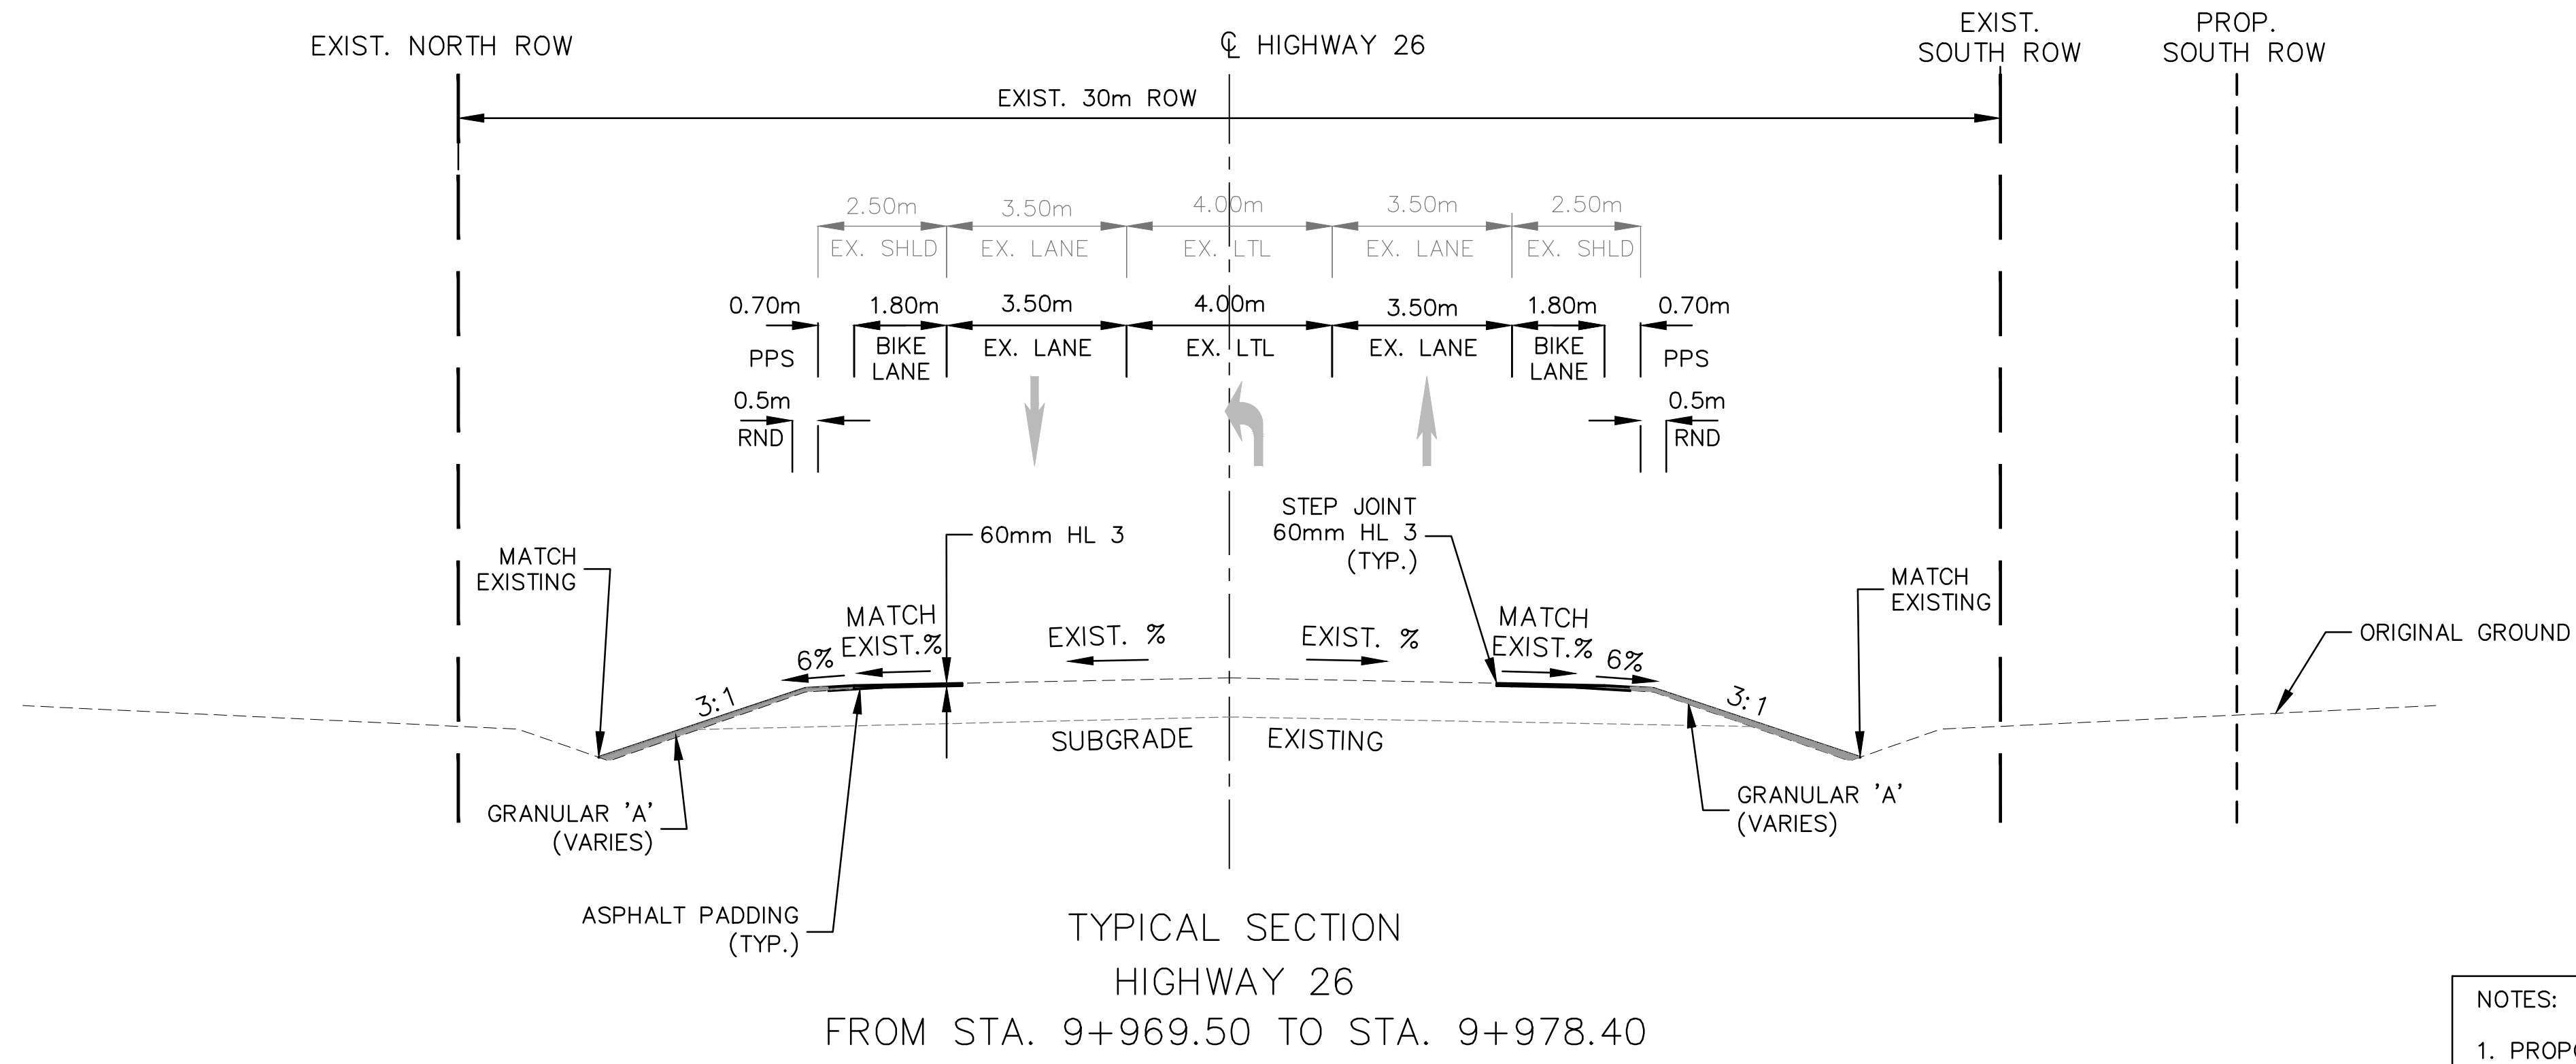 EXIST. NORTH ROW
℄ HIGHWAY 26
EXIST.
SOUTH ROW
PROP.
SOUTH ROW
EXIST. 30m ROW
2.50m
3.50m
4.00m
3.50m
2.50m
EX. SHLD
EX. LANE
EX. LTL
EX. LANE
EX. SHLD
0.70m
1.80m
3.50m
4.00m
3.50m
1.80m
0.70m
PPS
BIKE
LANE
EX. LANE
EX. LTL
EX. LANE
BIKE
LANE
PPS
0.5m
RND
0.5m
RND
MATCH
EXISTING
60mm HL 3
STEP JOINT
60mm HL 3
(TYP.)
MATCH
EXISTING
ORIGINAL GROUND
MATCH
EXIST.%
EXIST. %
EXIST. %
MATCH
EXIST.%
6%
6%
3:1
3:1
SUBGRADE
EXISTING
GRANULAR 'A'
(VARIES)
GRANULAR 'A'
(VARIES)
ASPHALT PADDING
(TYP.)
TYPICAL SECTION
HIGHWAY 26
FROM STA. 9+969.50 TO STA. 9+978.40
NOTES:
1. PROPO